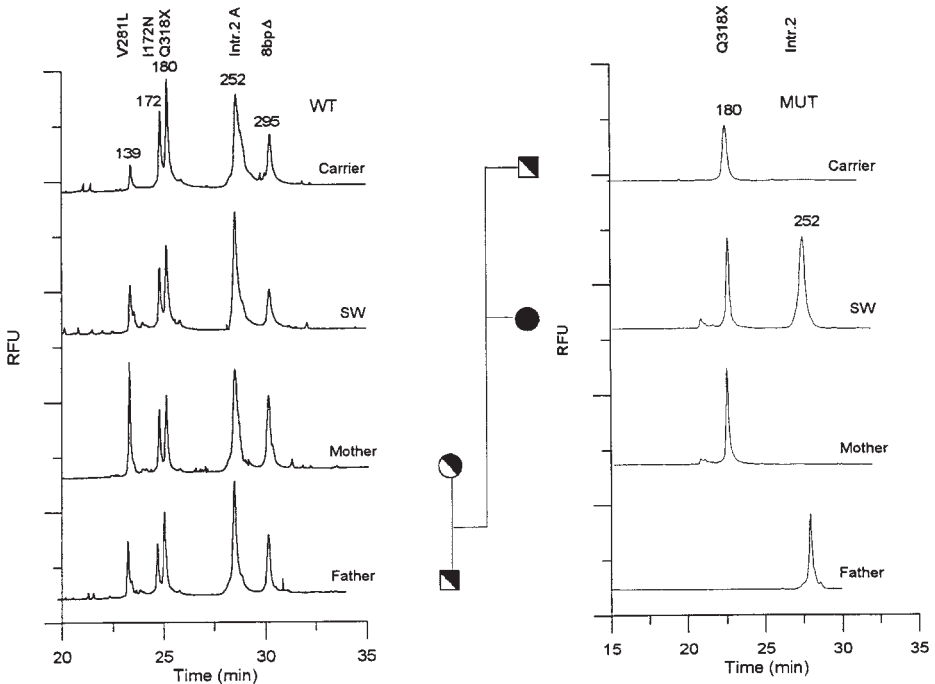 V281L
I172N
Q318X
Intr.2 A
8bp Δ
180
172
252
WT
295
139
Carrier
SW
Mother
Father
RFU
20 25 30 35
Time (min)
Q318X
Intr.2
180
MUT
Carrier
252
SW
Mother
Father
RFU
15 20 25 30 35
Time (min)